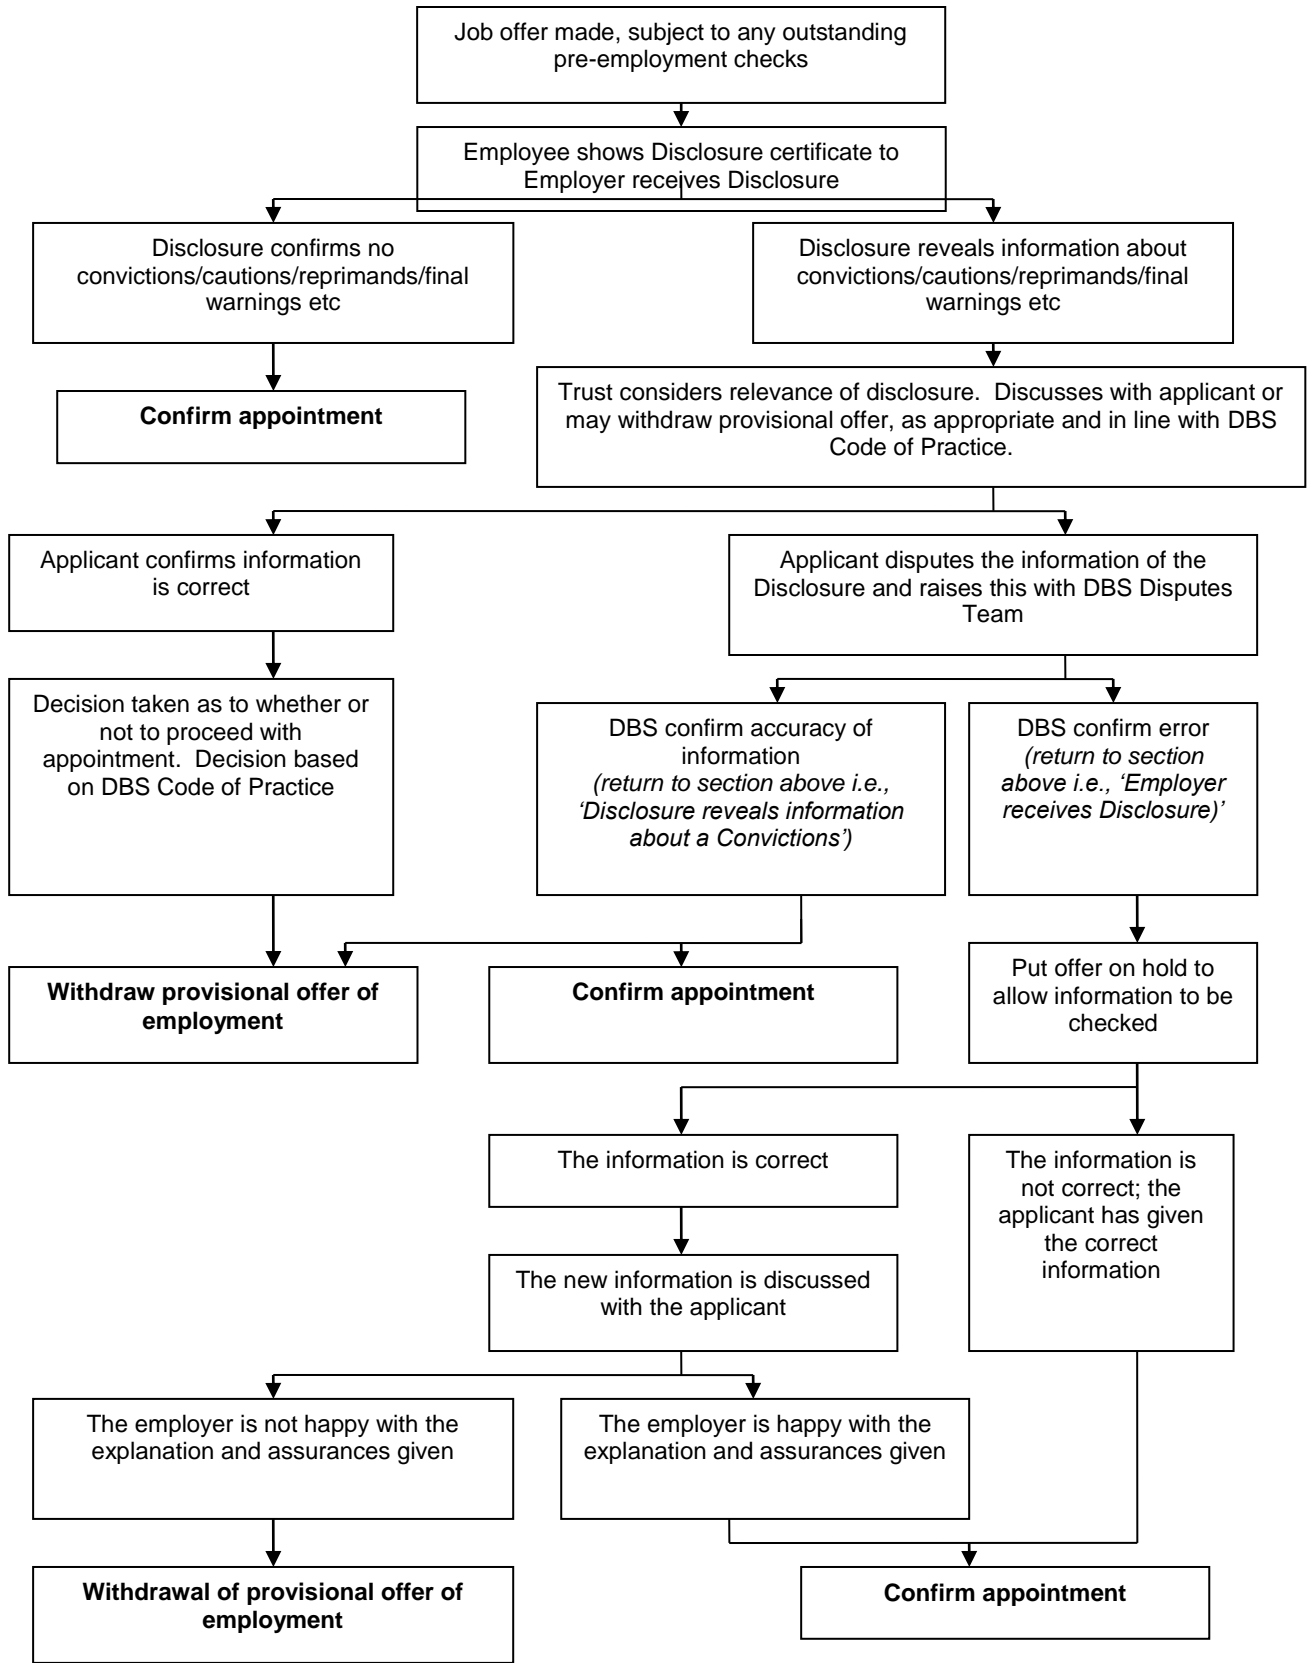 Job offer made, subject to any outstanding
pre-employment checks
Employee shows Disclosure certificate to
Employer receives Disclosure
Disclosure confirms no
convictions/cautions/reprimands/final
warnings etc
Disclosure reveals information about
convictions/cautions/reprimands/final
warnings etc
Confirm appointment
Trust considers relevance of disclosure.  Discusses with applicant or
may withdraw provisional offer, as appropriate and in line with DBS
Code of Practice.
Applicant confirms information
is correct
Applicant disputes the information of the
Disclosure and raises this with DBS Disputes
Team
Decision taken as to whether or
not to proceed with
appointment.  Decision based
on DBS Code of Practice
DBS confirm accuracy of
information
(return to section above i.e.,
‘Disclosure reveals information
about a Convictions’)
DBS confirm error
(return to section
above i.e., ‘Employer
receives Disclosure)’
Withdraw provisional offer of
employment
Confirm appointment
Put offer on hold to
allow information to be
checked
The information is correct
The information is
not correct; the
applicant has given
the correct
information
The new information is discussed
with the applicant
The employer is not happy with the
explanation and assurances given
The employer is happy with the
explanation and assurances given
Withdrawal of provisional offer of
employment
Confirm appointment